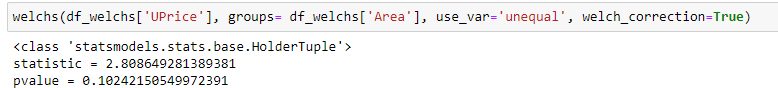 welchs(df_welchs['UPrice'], groups= df_welchs['Area'], use_var='unequal', welch_correction=True)
<class 'statsmodels.stats.base.HolderTuple'>
statistic = 2.808649281389381
pvalue = 0.10242150549972391